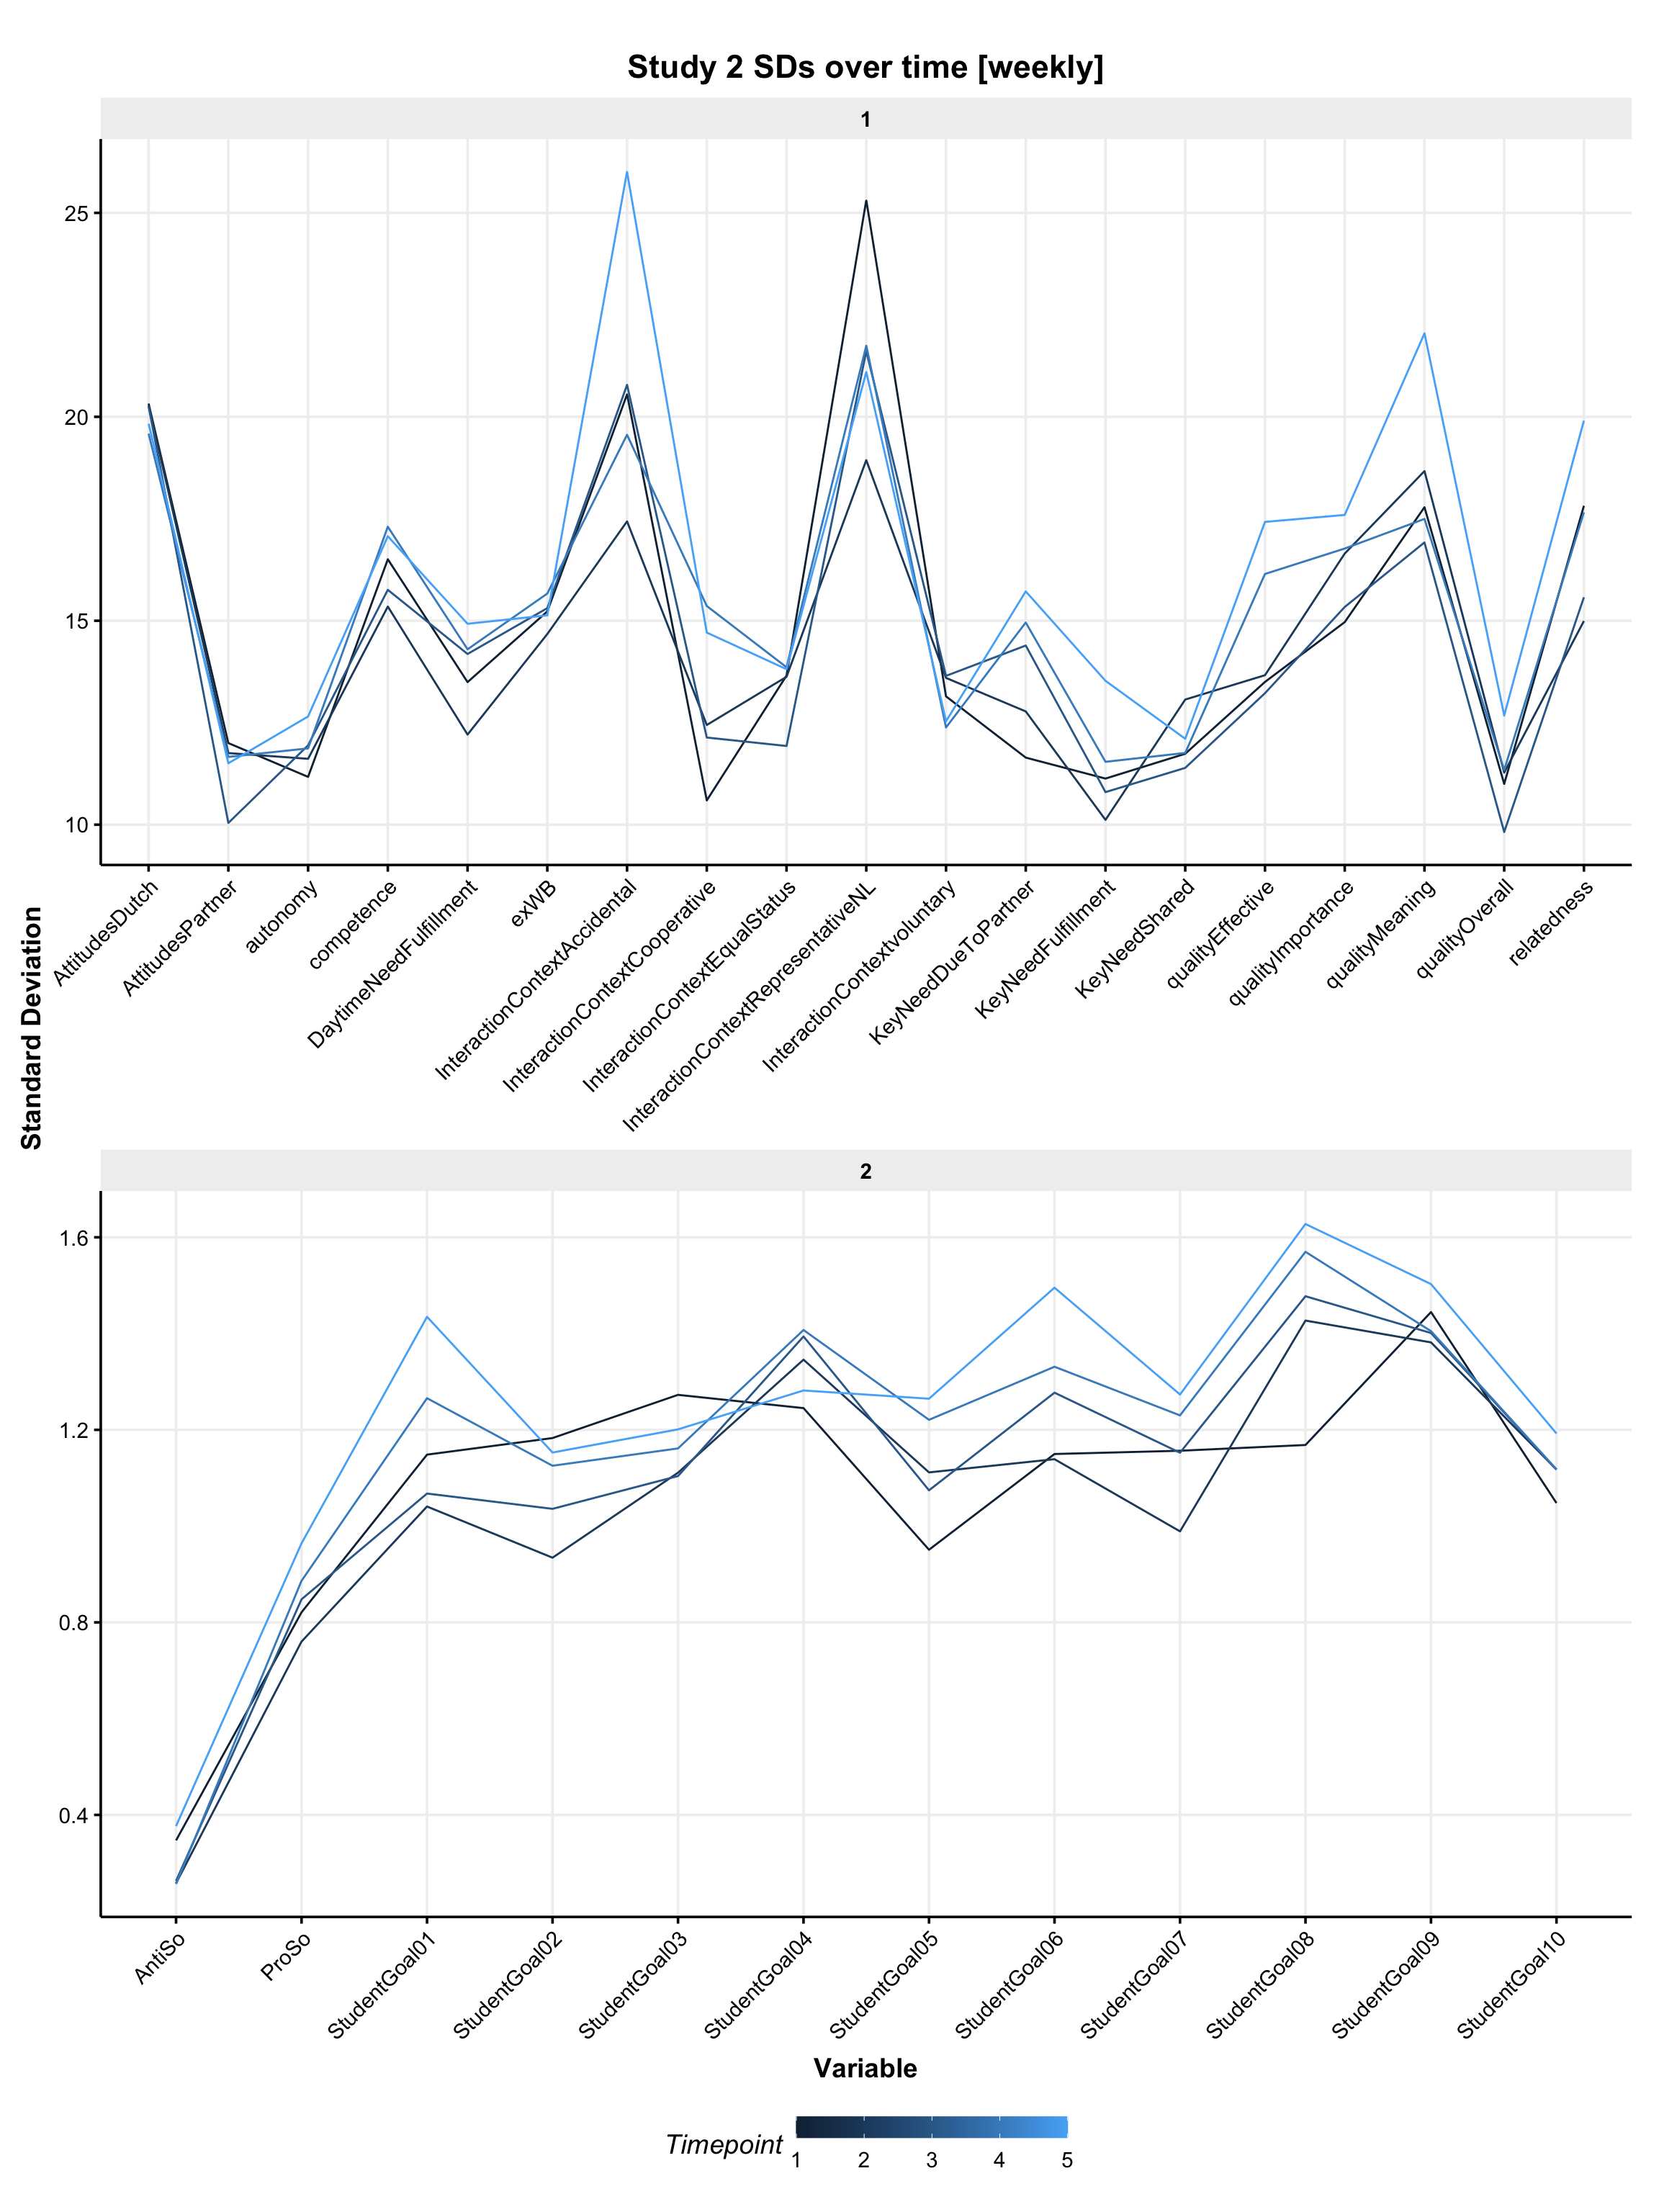 Study 2 SDs over time [weekly]
1
25
20
15
10
AttitudesDutch
AttitudesPartner
autonomy
competence
DaytimeNeedFulfillment
exWB
InteractionContextAccidental
InteractionContextCooperative
InteractionContextEqualStatus
InteractionContextRepresentativeNL
InteractionContextvoluntary
KeyNeedDueToPartner
KeyNeedFulfillment
KeyNeedShared
qualityEffective
qualityImportance
qualityMeaning
qualityOverall
relatedness
Standard Deviation
2
1.6
1.2
0.8
0.4
AntiSo
ProSo
StudentGoal01
StudentGoal02
StudentGoal03
StudentGoal04
StudentGoal05
StudentGoal06
StudentGoal07
StudentGoal08
StudentGoal09
StudentGoal10
Variable
Timepoint
1 2 3 4 5